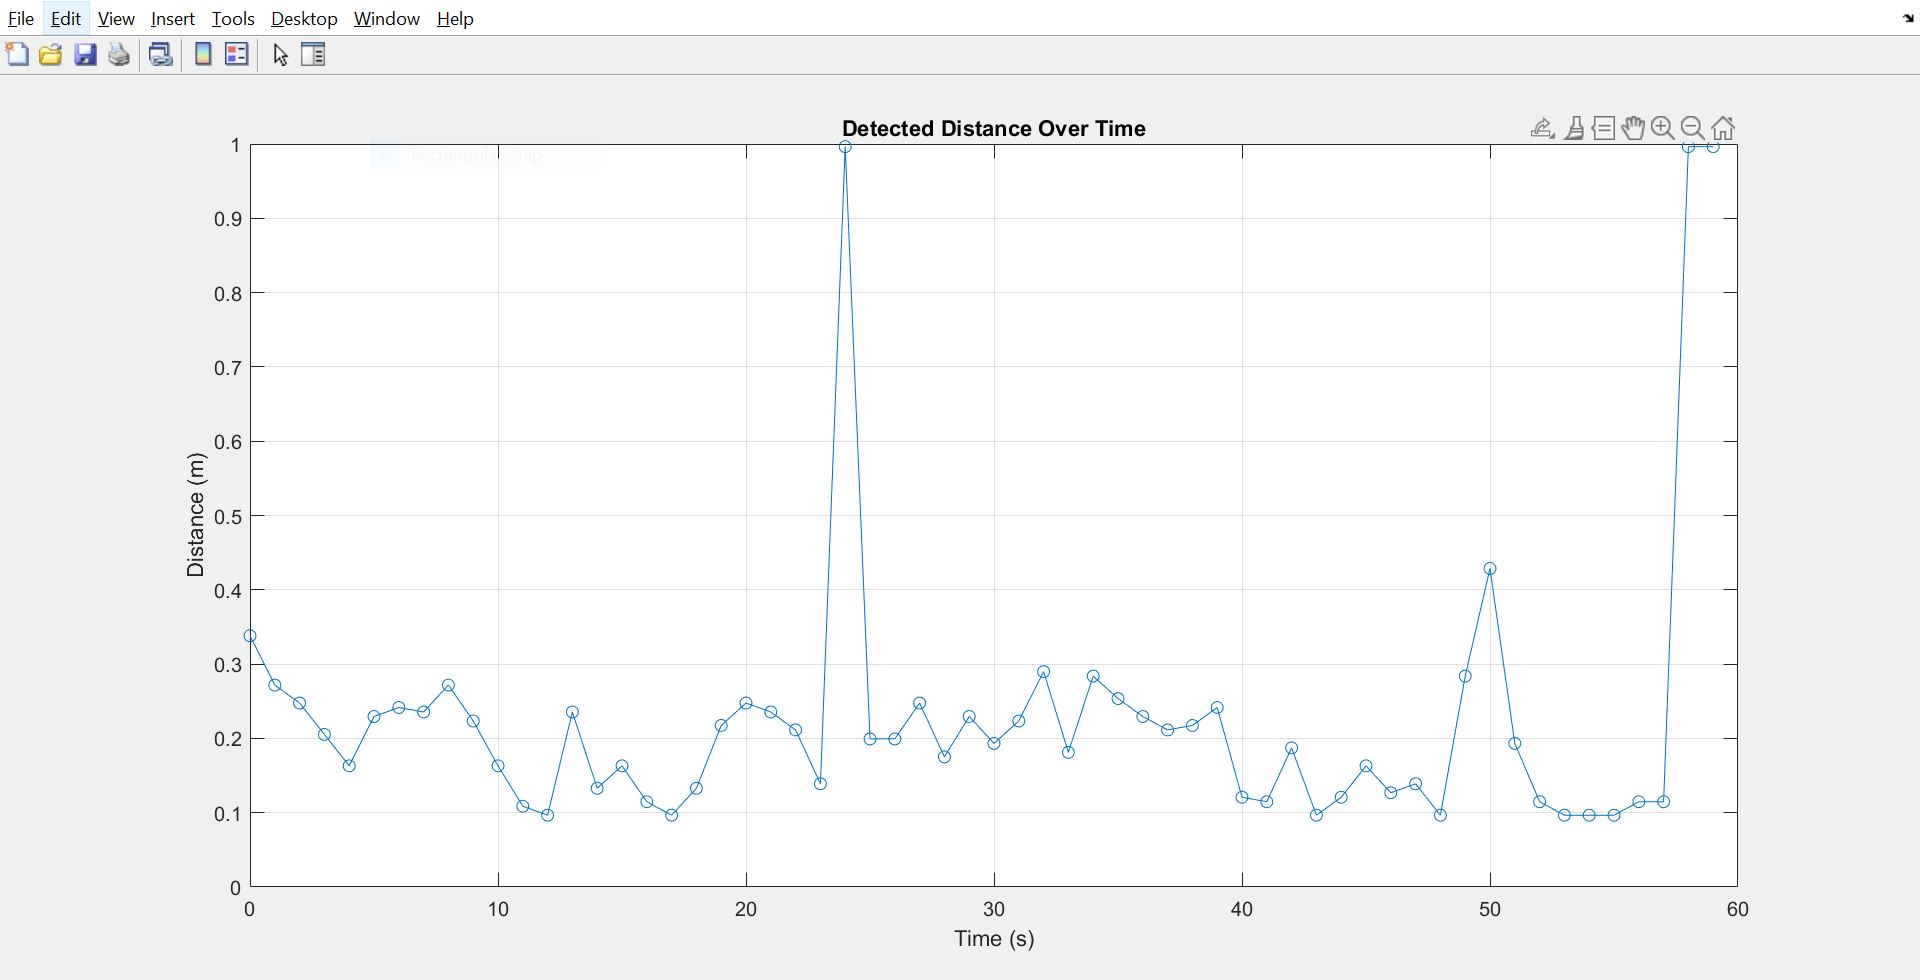 File Edit View Insert Tools Desktop Window Help
Detected Distance Over Time
Rectangular Snip
1
0.9
0.8
0.7
0.6
0.5
0.4
0.3
0.2
0.1
0
Distance (m)
0 10 20 30 40 50 60
Time (s)